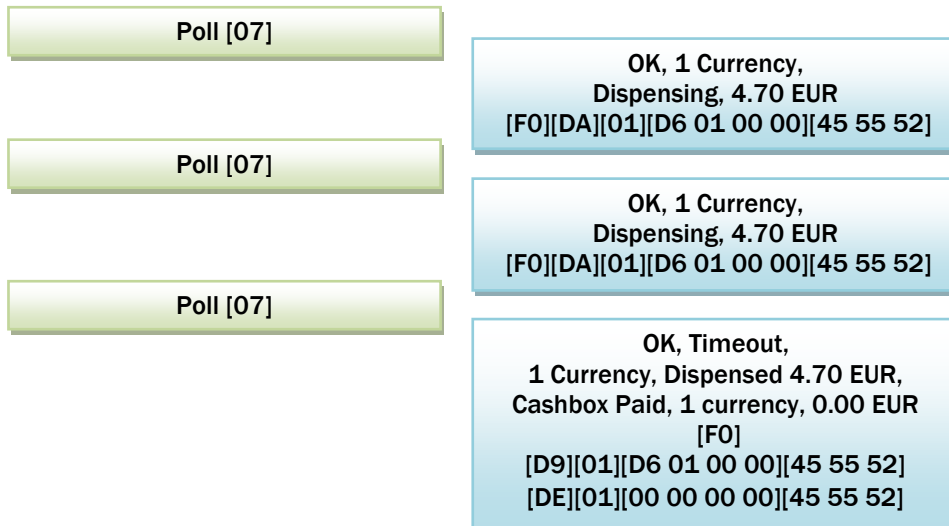 Poll [07]
OK, 1 Currency,
Dispensing, 4.70 EUR
[F0][DA][01][D6 01 00 00][45 55 52]
Poll [07]
OK, 1 Currency,
Dispensing, 4.70 EUR
[F0][DA][01][D6 01 00 00][45 55 52]
Poll [07]
OK, Timeout,
1 Currency, Dispensed 4.70 EUR,
Cashbox Paid, 1 currency, 0.00 EUR
[F0]
[D9][01][D6 01 00 00][45 55 52]
[DE][01][00 00 00 00][45 55 52]